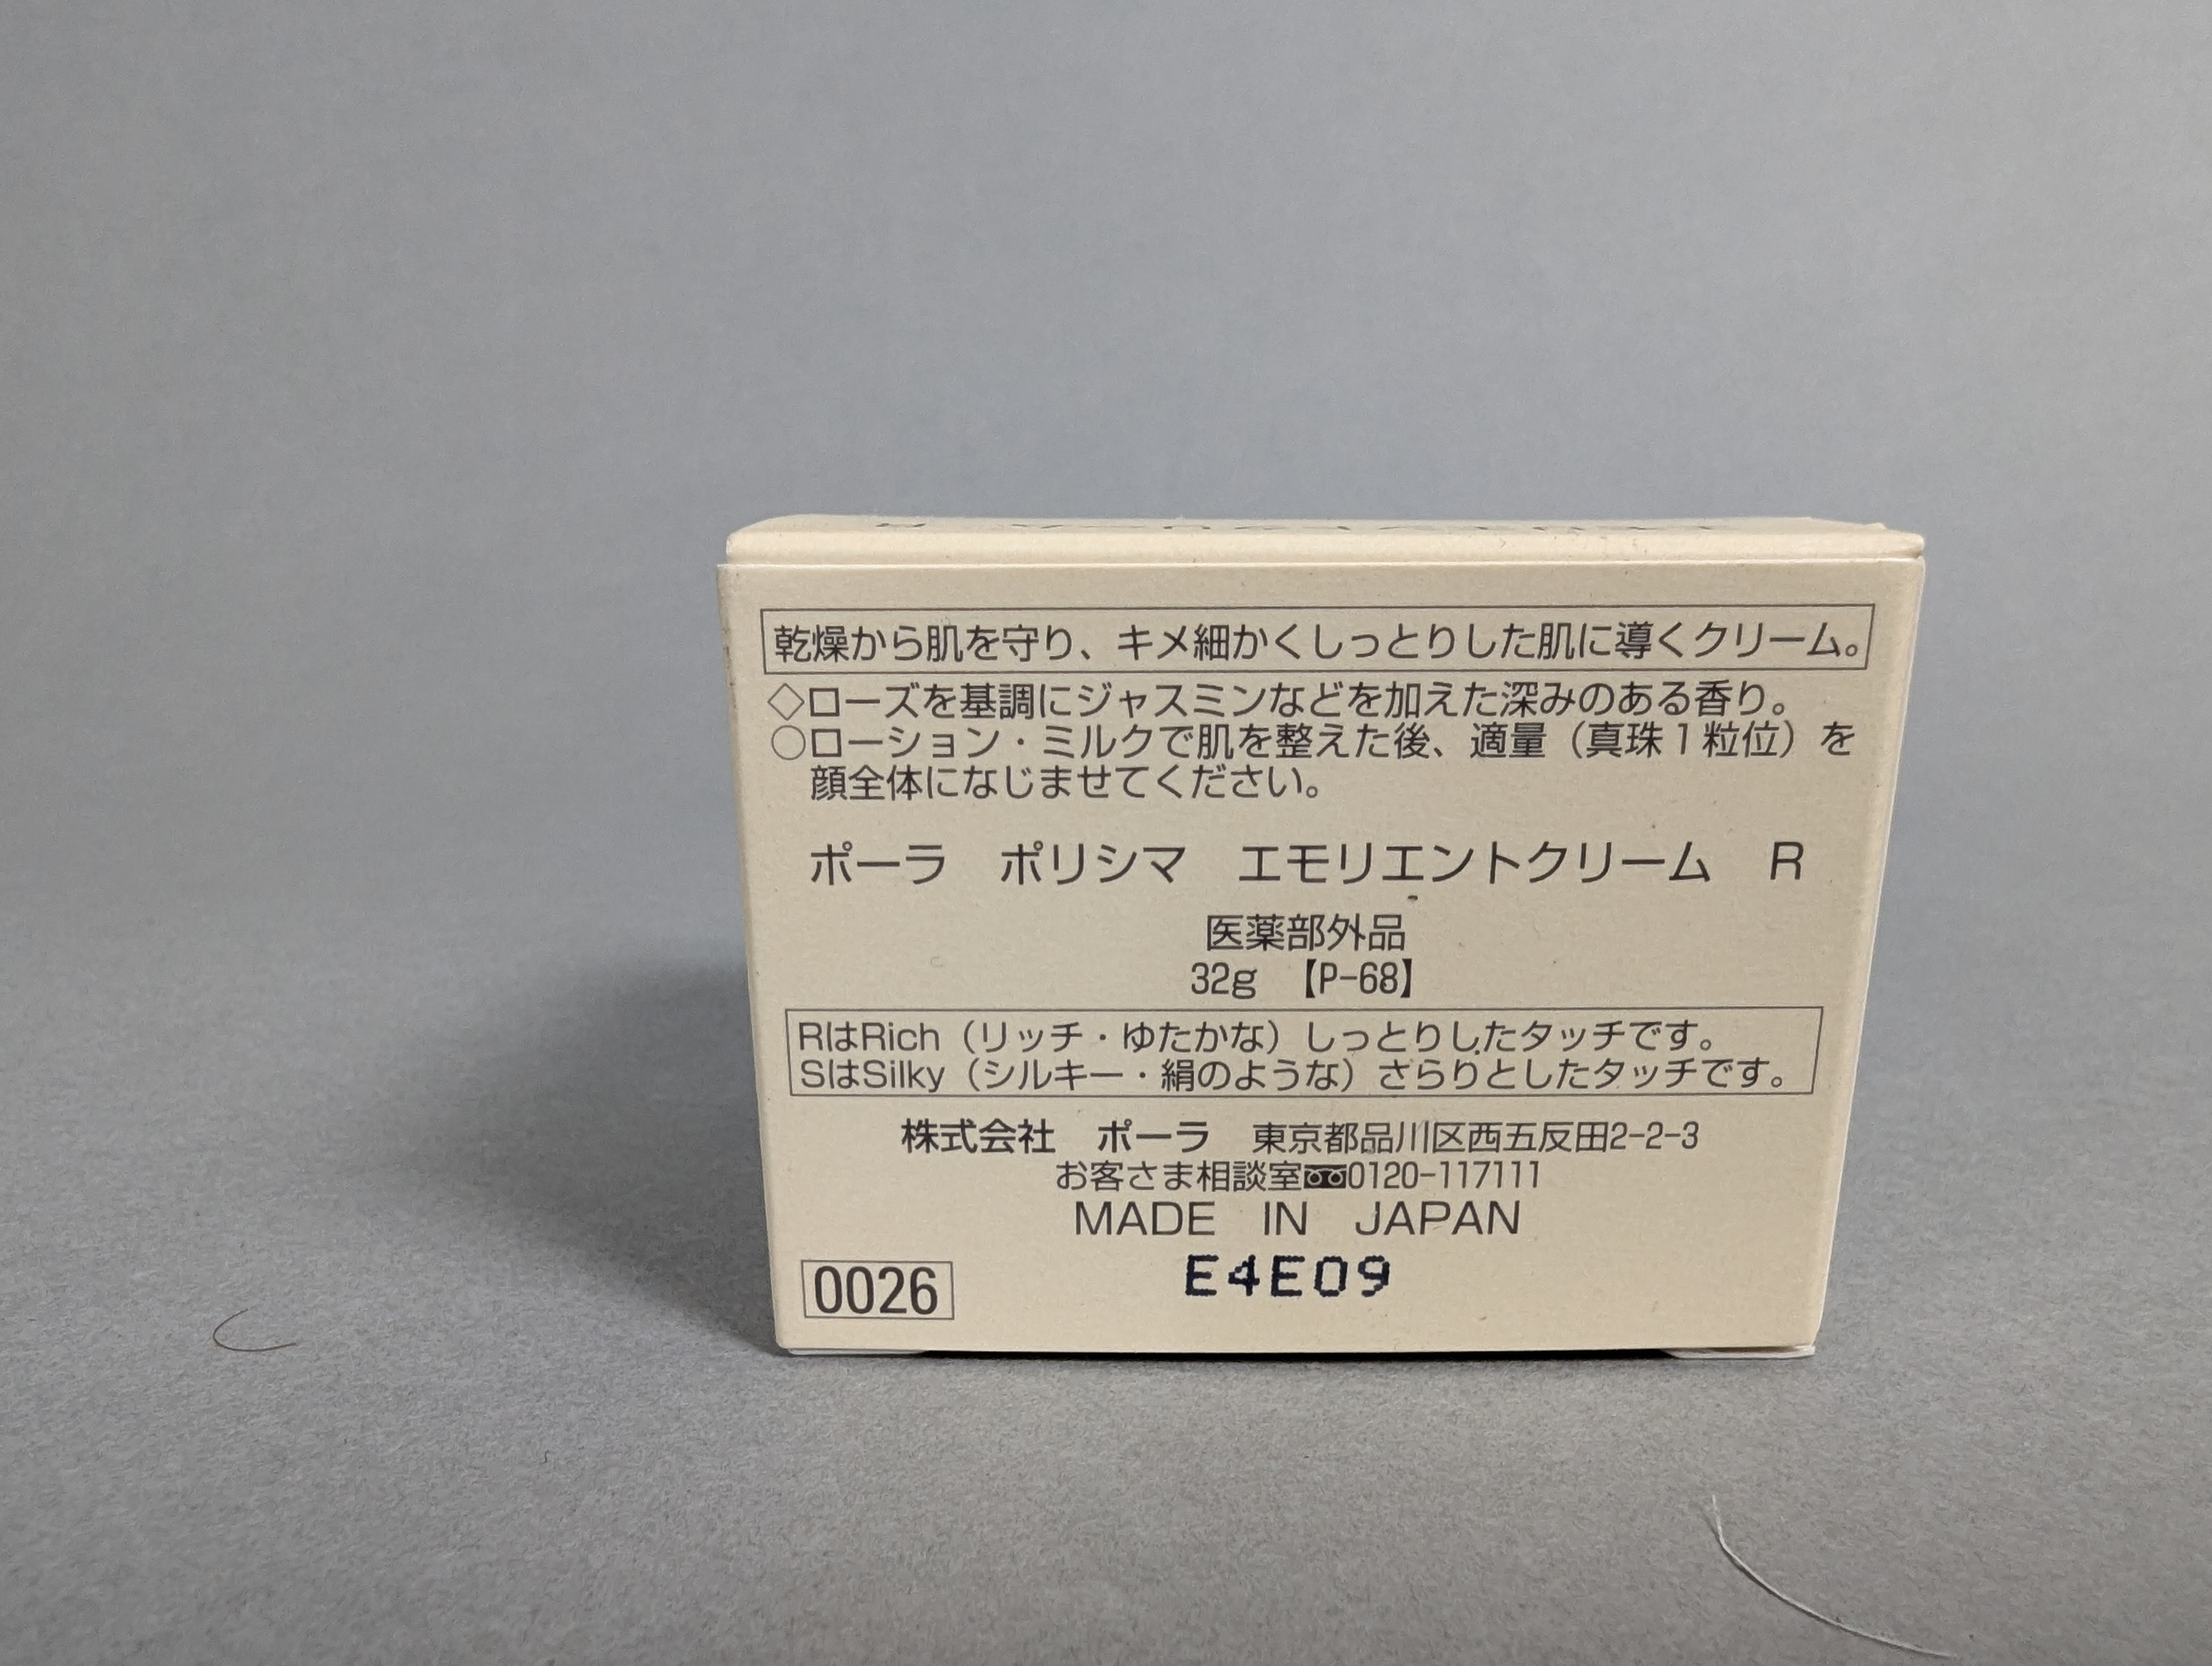 乾燥から肌を守り、キメ細かくしっとりした肌に導くクリーム。
◇ローズを基調にジャスミンなどを加えた深みのある香り。
○ローション・ミルクで肌を整えた後、適量（真珠1粒位）を
顔全体になじませてください。
ポーラ　ポリシマ　エモリエントクリーム　R
医薬部外品
32g 【P-68】
RはRich（リッチ・ゆたかな）しっとりしたタッチです。
SはSilky（シルキー・絹のような）さらりとしたタッチです。
株式会社　ポーラ　東京都品川区西五反田2-2-3
お客さま相談室0120-117111
MADE IN JAPAN
E4E09
0026